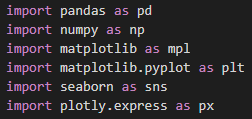 import pandas as pd
import numpy as np
import matplotlib as mpl
import matplotlib.pyplot as plt
import seaborn as sns
import plotly.express as px